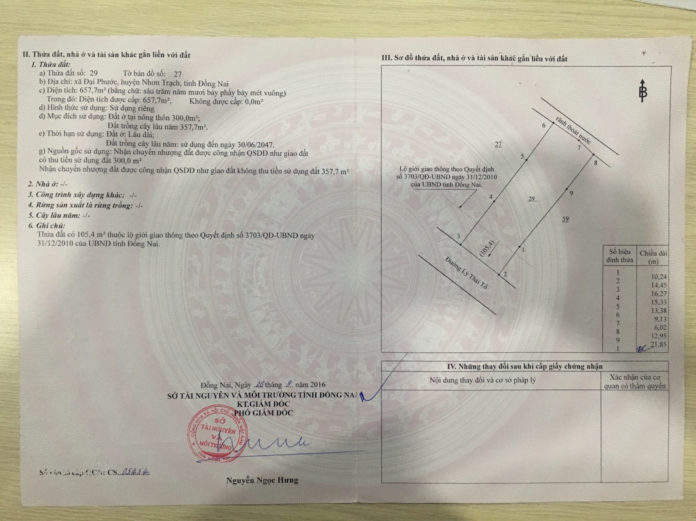 II. Thửa đất, nhà ở và tài sản khác gắn liền với đất
1. Thửa đất:
a) Thửa đất số: 29 Tờ bản đồ số: 27
b) Địa chỉ: xã Đại Phước, huyện Nhơn Trạch, tỉnh Đồng Nai
c) Diện tích: 657,7m² (bằng chữ: sáu trăm năm mươi bảy phẩy bảy mét vuông)
Trong đó: Diện tích được cấp: 657,7m², Không được cấp: 0,0m²
d) Hình thức sử dụng: Sử dụng riêng
đ) Mục đích sử dụng: Đất ở tại nông thôn 300,0m²;
Đất trồng cây lâu năm 357,7m².
e) Thời hạn sử dụng: Đất ở: Lâu dài;
Đất trồng cây lâu năm: sử dụng đến ngày 30/06/2047.
g) Nguồn gốc sử dụng: Nhận chuyển nhượng đất được công nhận QSDĐ như giao đất
có thu tiền sử dụng đất 300,0 m²
Nhận chuyển nhượng đất được công nhận QSDĐ như giao đất không thu tiền sử dụng đất 357,7 m²
2. Nhà ở: -/-
3. Công trình xây dựng khác: -/-
4. Rừng sản xuất là rừng trồng: -/-
5. Cây lâu năm: -/-
6. Ghi chú:
Thửa đất có 105,4 m² thuộc lộ giới giao thông theo Quyết định số 3703/QĐ-UBND ngày
31/12/2010 của UBND tỉnh Đồng Nai.
Đồng Nai, Ngày tháng 9 năm 2016
SỞ TÀI NGUYÊN VÀ MÔI TRƯỜNG TỈNH ĐỒNG NAI
KT.GIÁM ĐỐC
PHÓ GIÁM ĐỐC
SỞ
TÀI NGUYÊN
VÀ
MÔI TRƯỜNG
Nguyễn Ngọc Hưng
Số vào sổ cấp GCN: CS
III. Sơ đồ thửa đất, nhà ở và tài sản khác gắn liền với đất
B
Hình thoát nước
27
6
7
8
5
9
Lộ giới giao thông theo Quyết định
số 3703/QĐ-UBND ngày 31/12/2010
của UBND tỉnh Đồng Nai.
4
29
59
3
(105,4)
1
2
Đường Lý Thái Tổ
Số hiệu đỉnh thửa
Chiều dài (m)
1
10,24
2
14,45
3
16,27
4
15,33
5
13,38
6
9,13
7
6,02
8
12,95
9
21,85
1
IV. Những thay đổi sau khi cấp giấy chứng nhận
Nội dung thay đổi và cơ sở pháp lý
Xác nhận của cơ quan có thẩm quyền